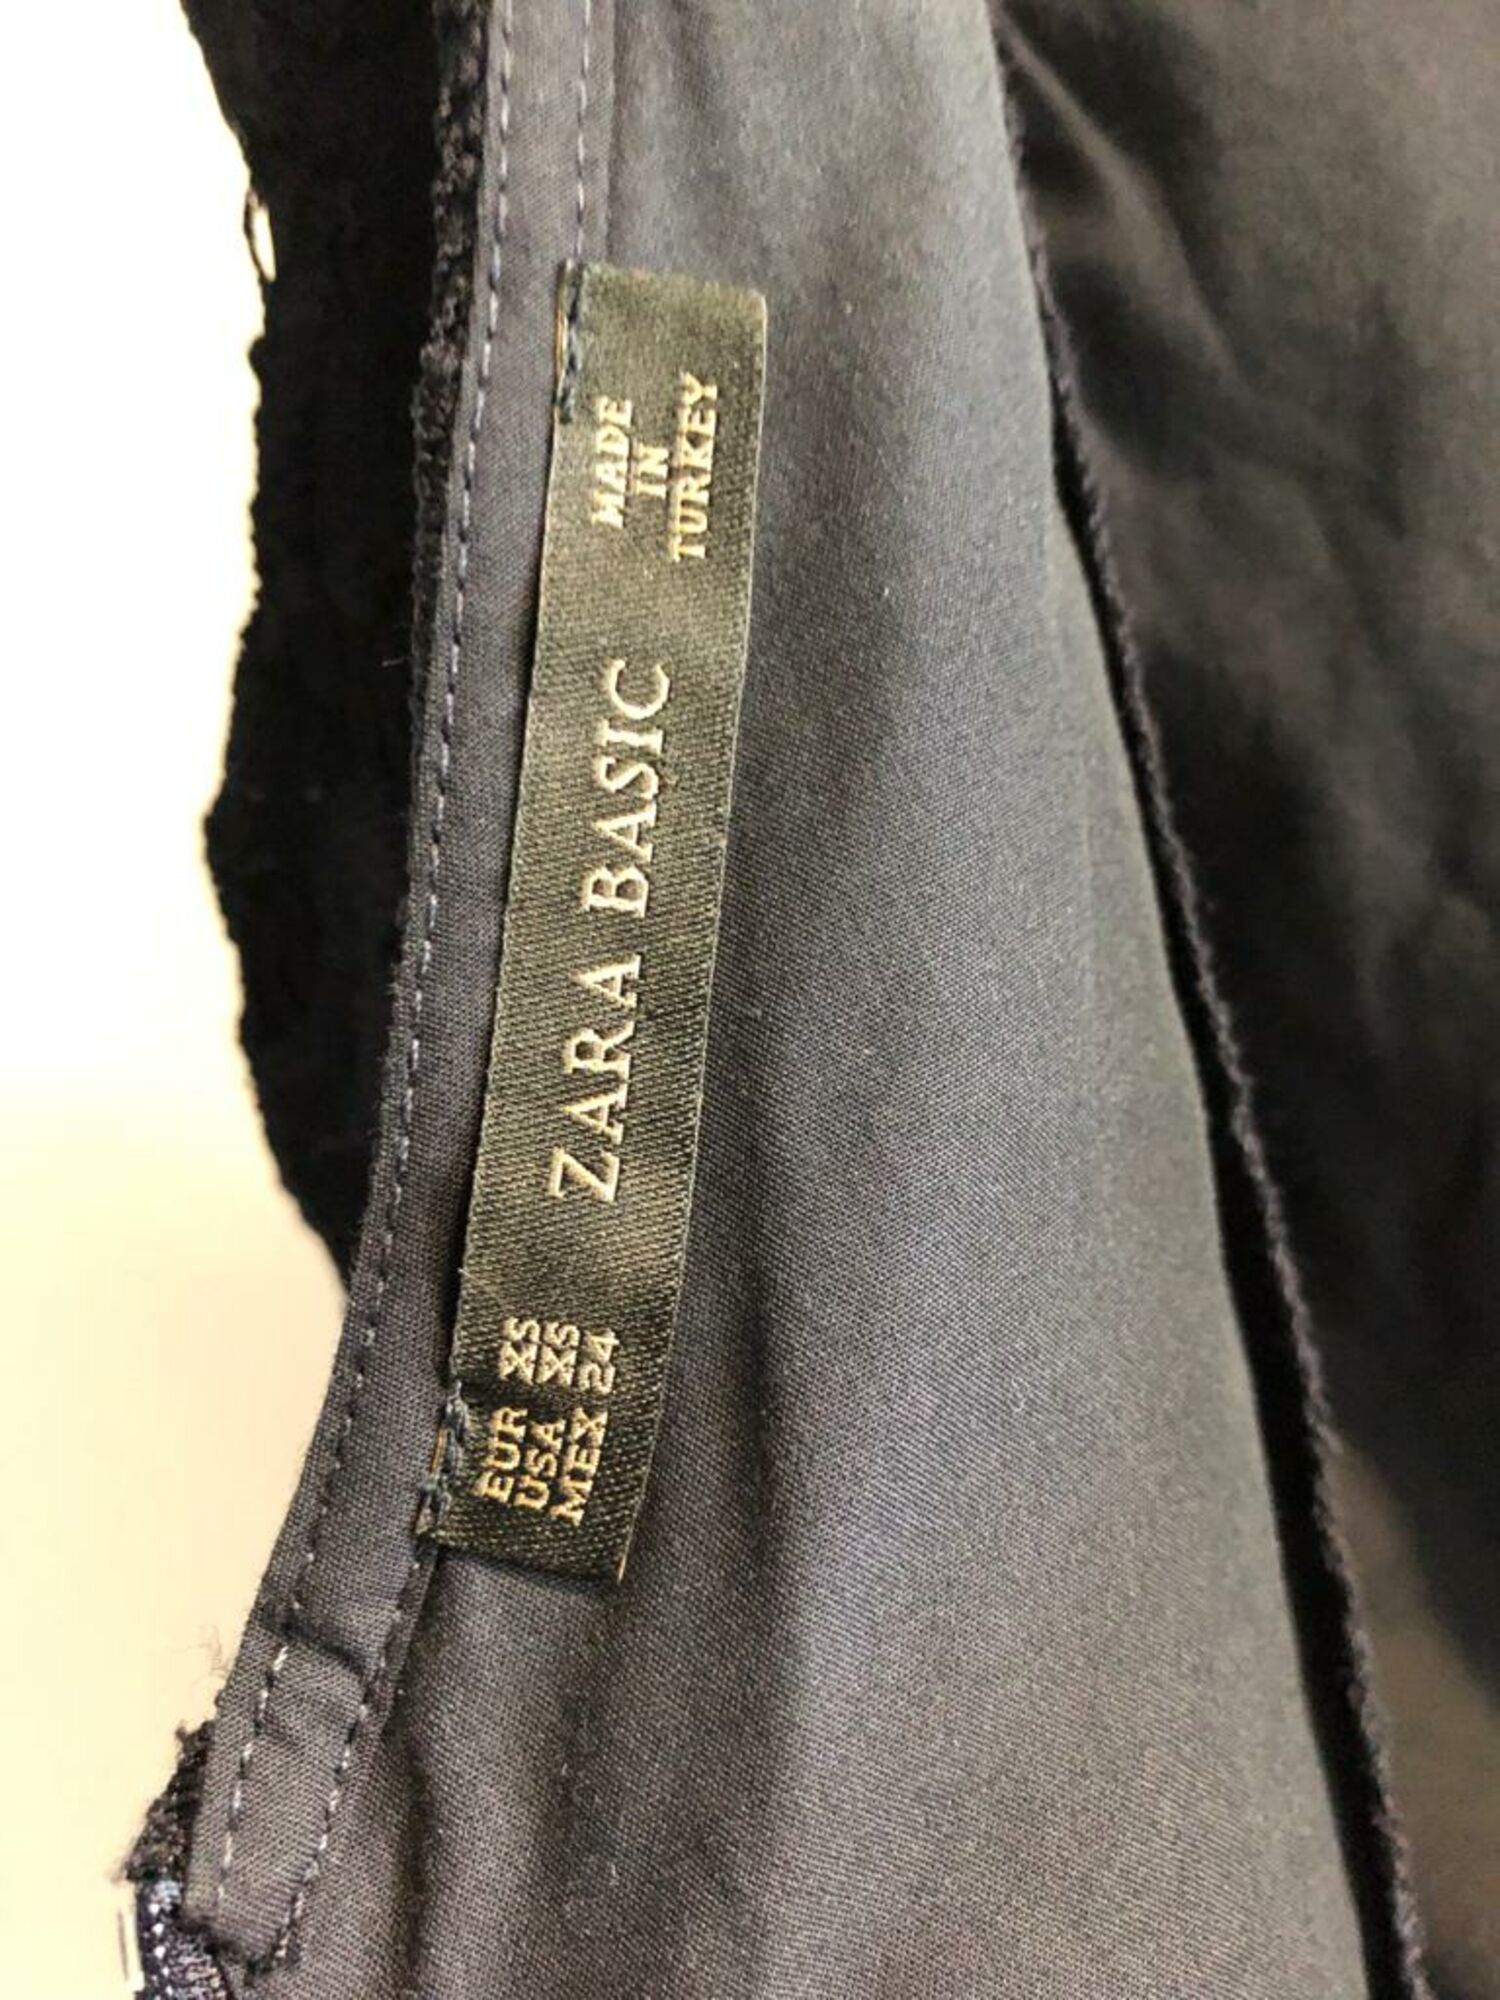 EUR XS
USA XS
MEX 24
ZARA BASIC
MADE
IN
TURKEY